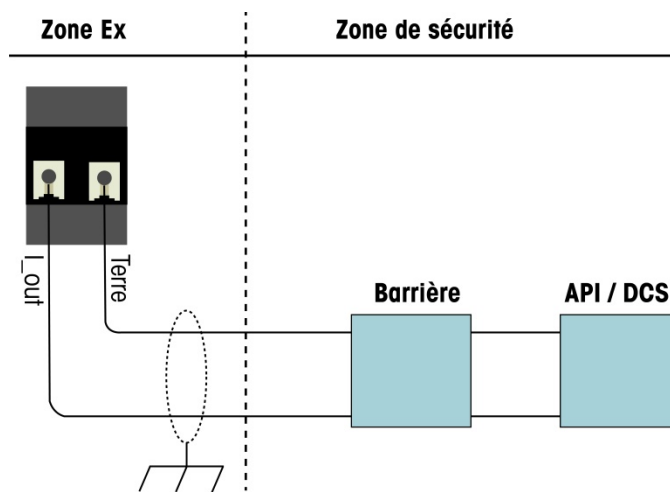 Zone Ex
Zone de sécurité
I_out
Terre
Barrière
API / DCS